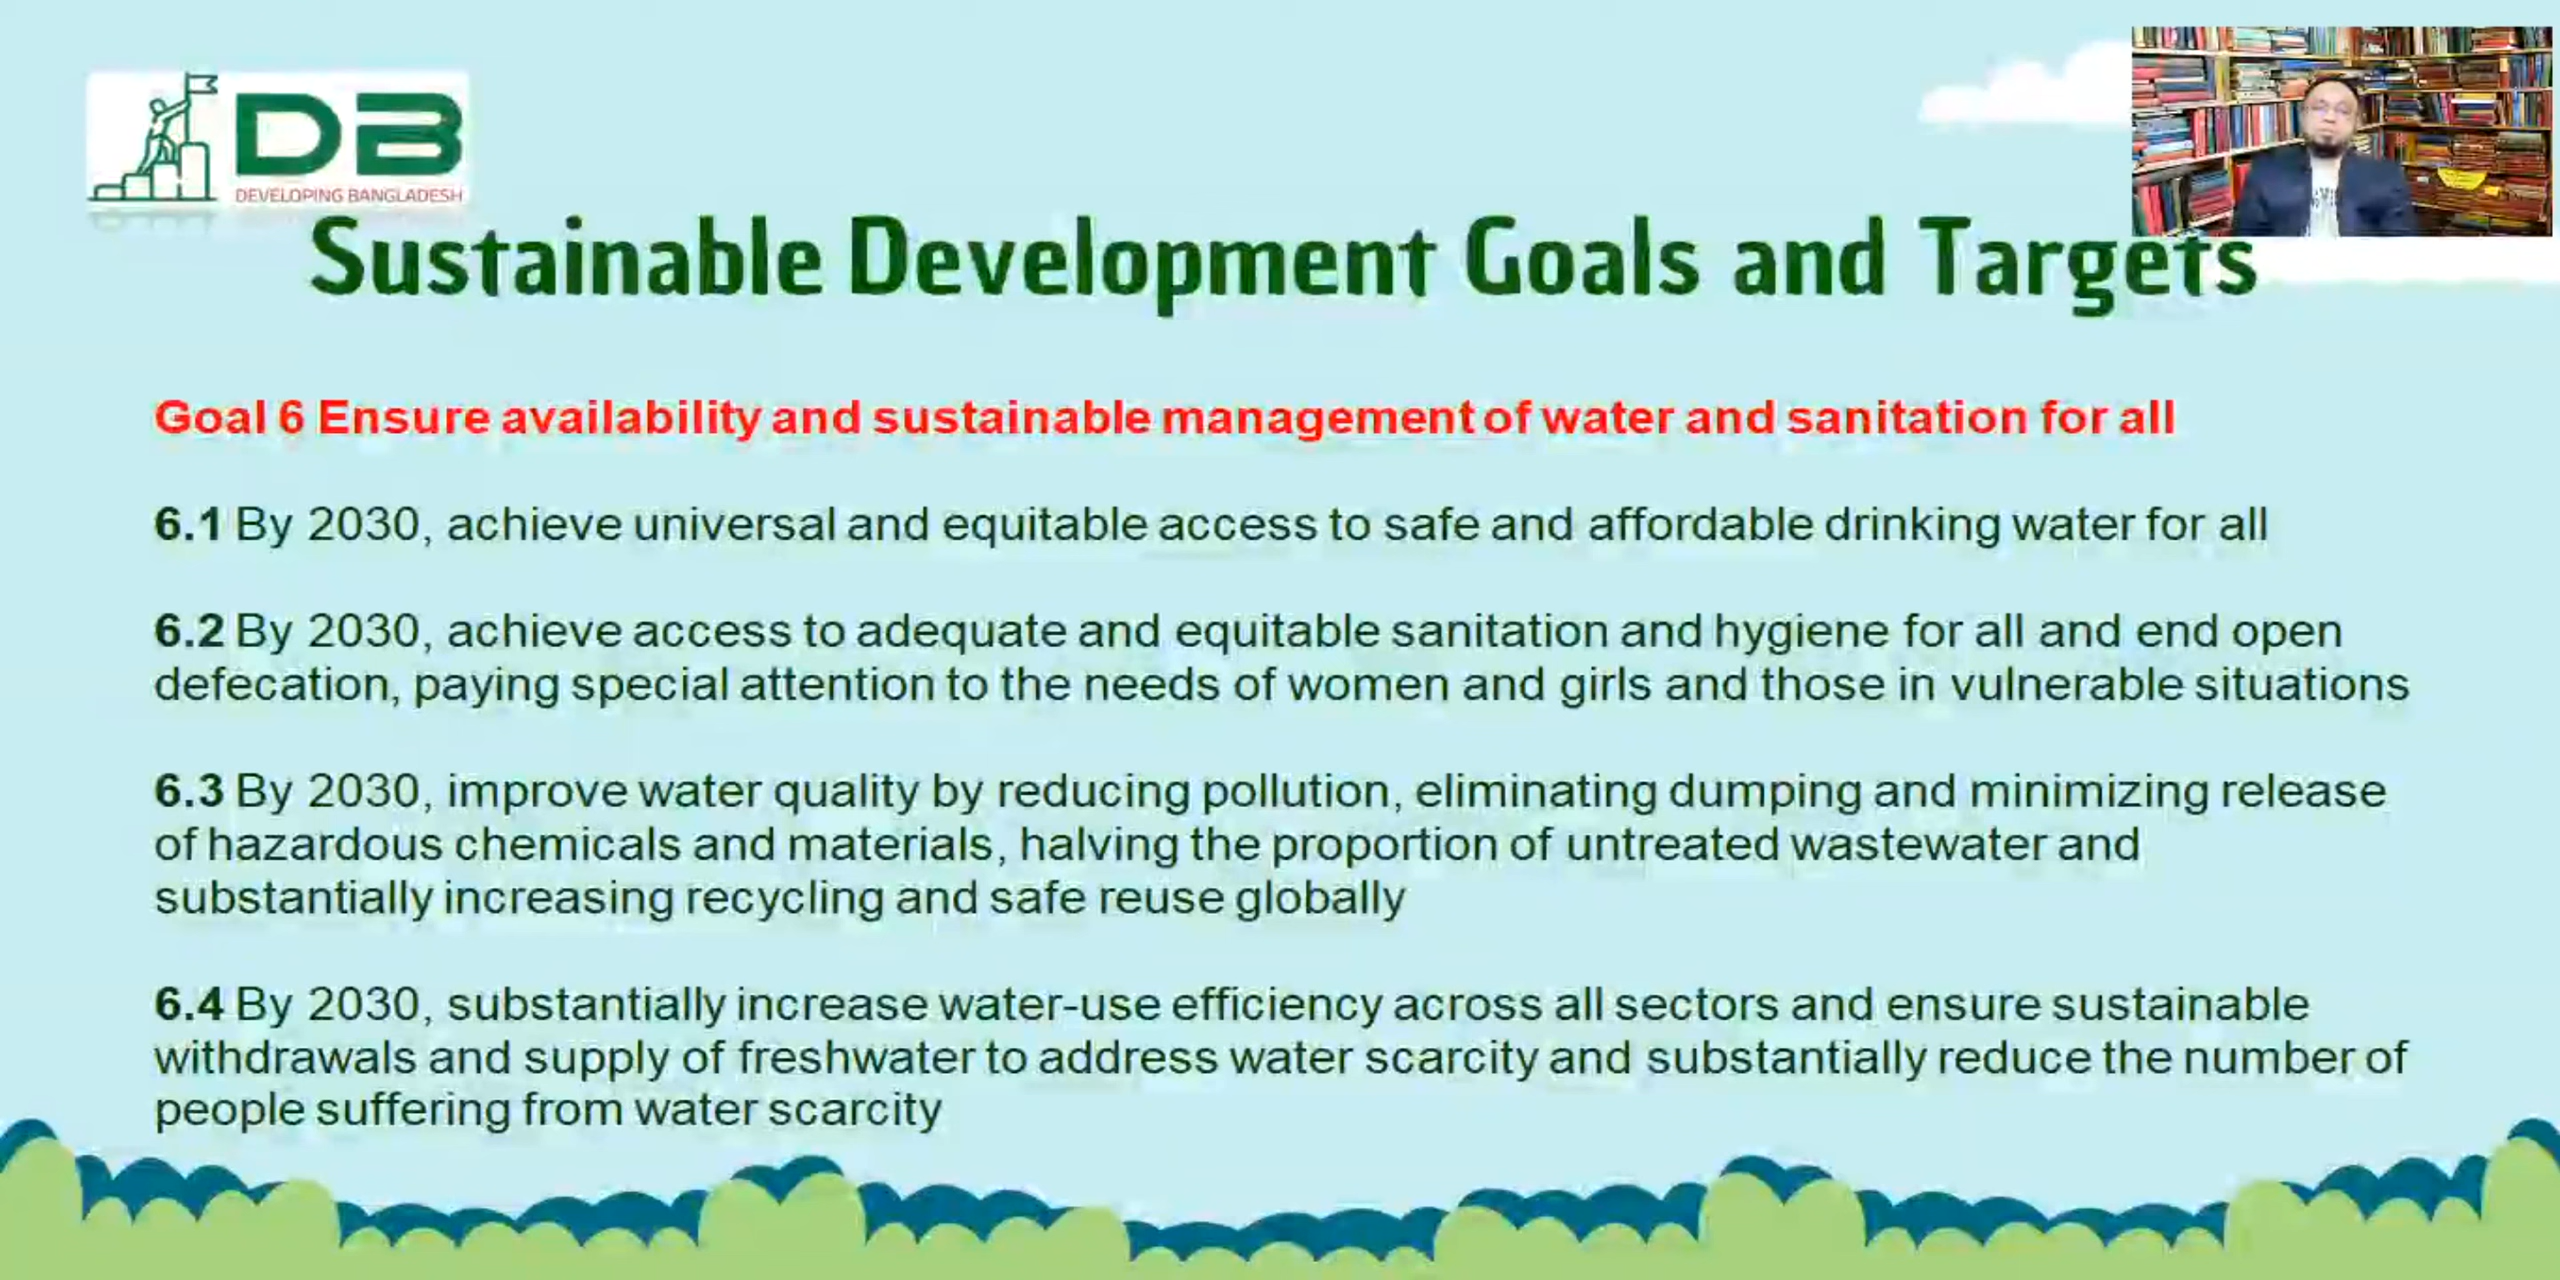 DB
DEVELOPING BANGLADESH
Sustainable Development Goals and Targets
Goal 6 Ensure availability and sustainable management of water and sanitation for all
6.1 By 2030, achieve universal and equitable access to safe and affordable drinking water for all
6.2 By 2030, achieve access to adequate and equitable sanitation and hygiene for all and end open
defecation, paying special attention to the needs of women and girls and those in vulnerable situations
6.3 By 2030, improve water quality by reducing pollution, eliminating dumping and minimizing release
of hazardous chemicals and materials, halving the proportion of untreated wastewater and
substantially increasing recycling and safe reuse globally
6.4 By 2030, substantially increase water-use efficiency across all sectors and ensure sustainable
withdrawals and supply of freshwater to address water scarcity and substantially reduce the number of
people suffering from water scarcity